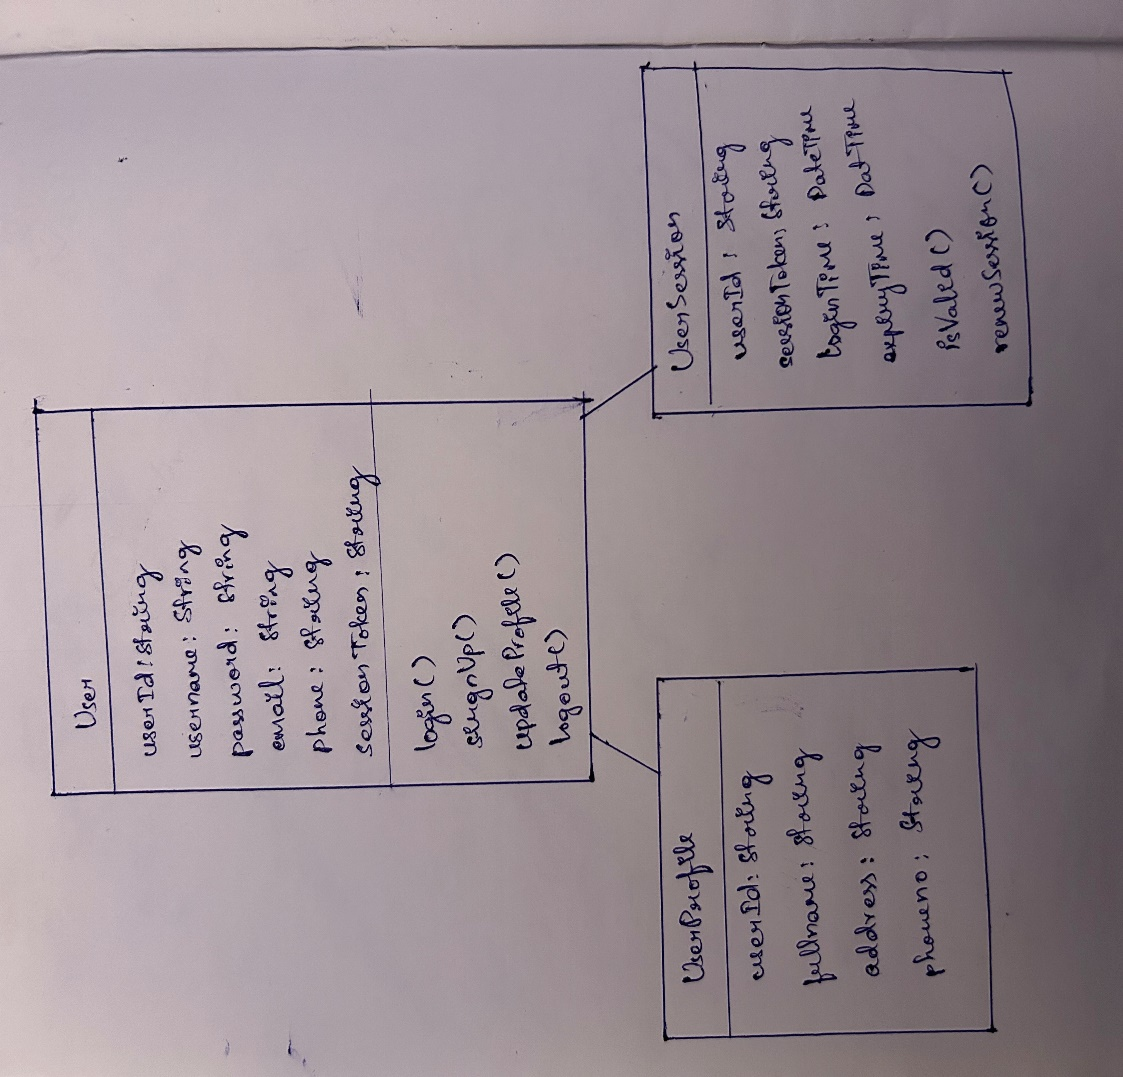 User
userId: String
username: String
password: String
email: String
phone: String
sessionToken: String
login()
signUp()
updateProfile()
logout()
UserProfile
userId: String
fullname: String
address: String
phoneno: String
UserSession
userId: String
sessionToken: String
loginTime: DateTime
expiryTime: DatTime
isValid()
renewSession()